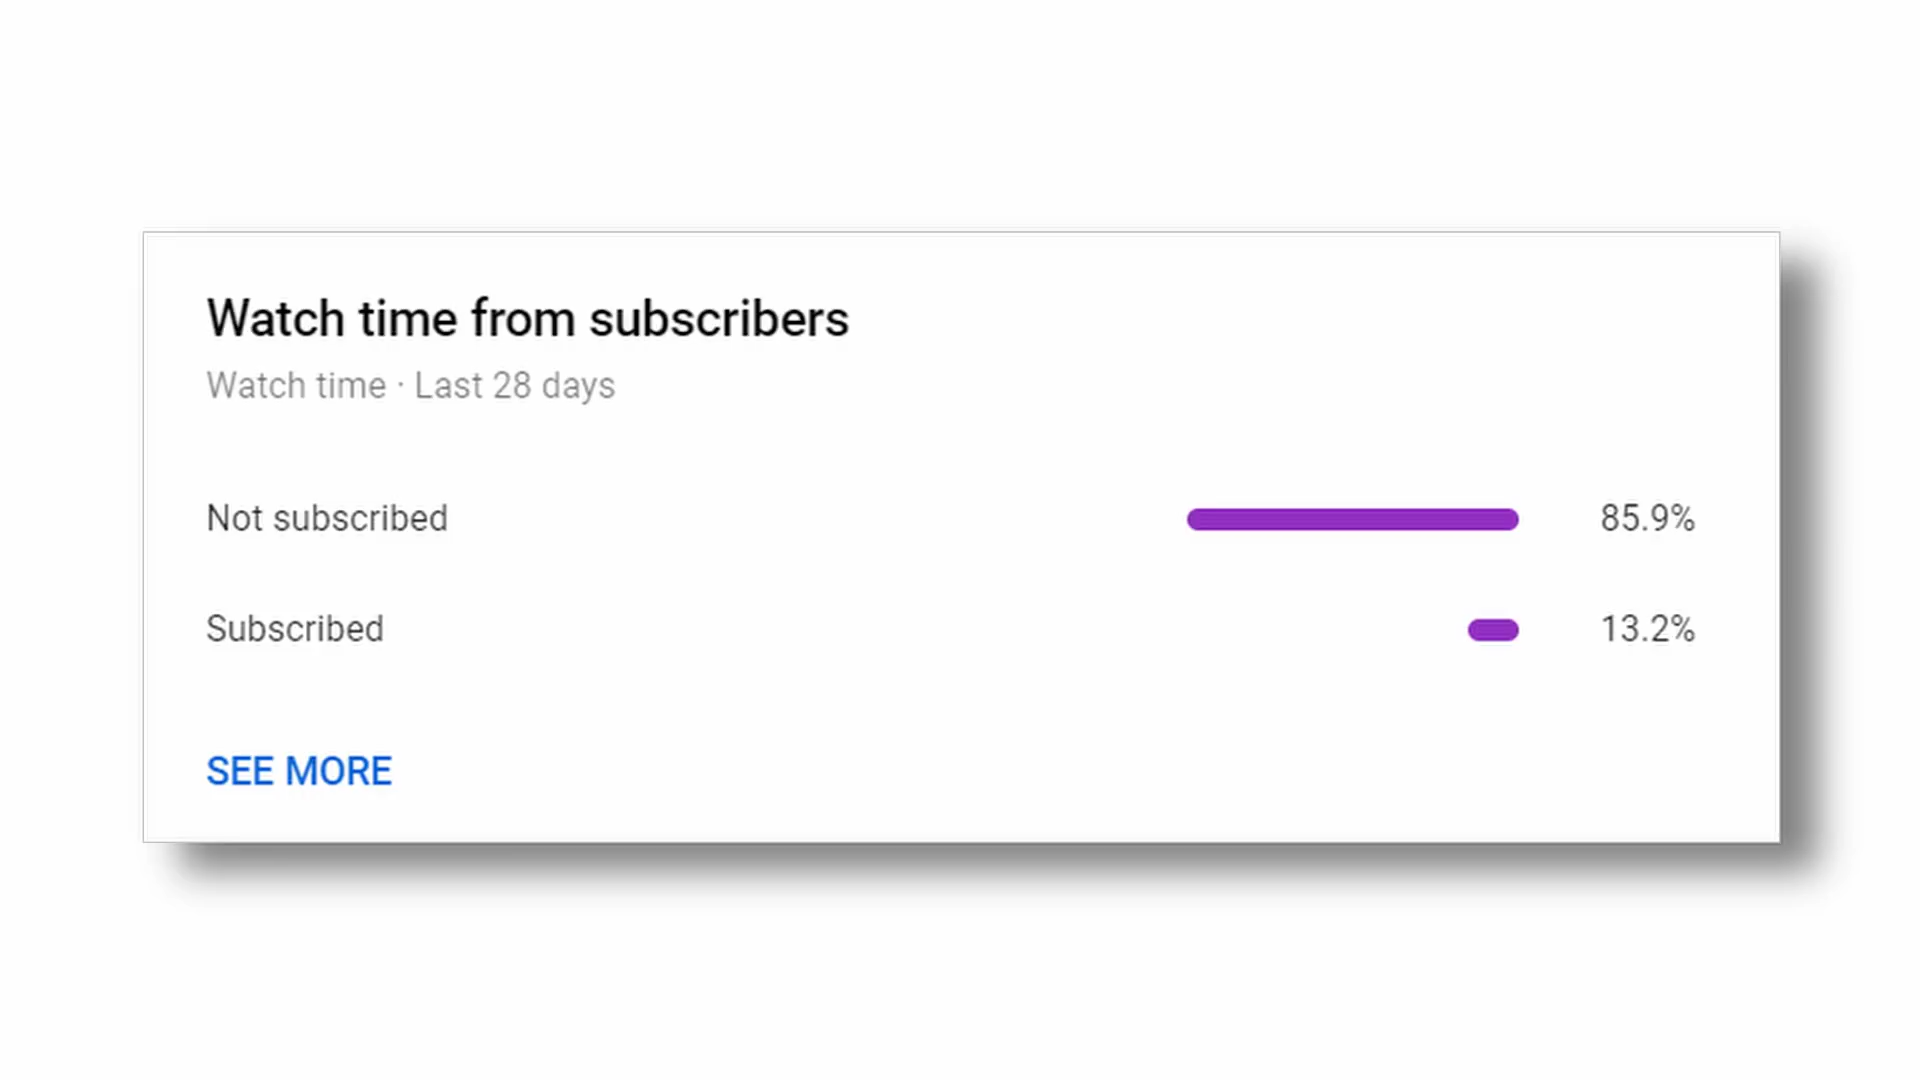 Watch time from subscribers
Watch time · Last 28 days
Not subscribed 85.9%
Subscribed 13.2%
SEE MORE